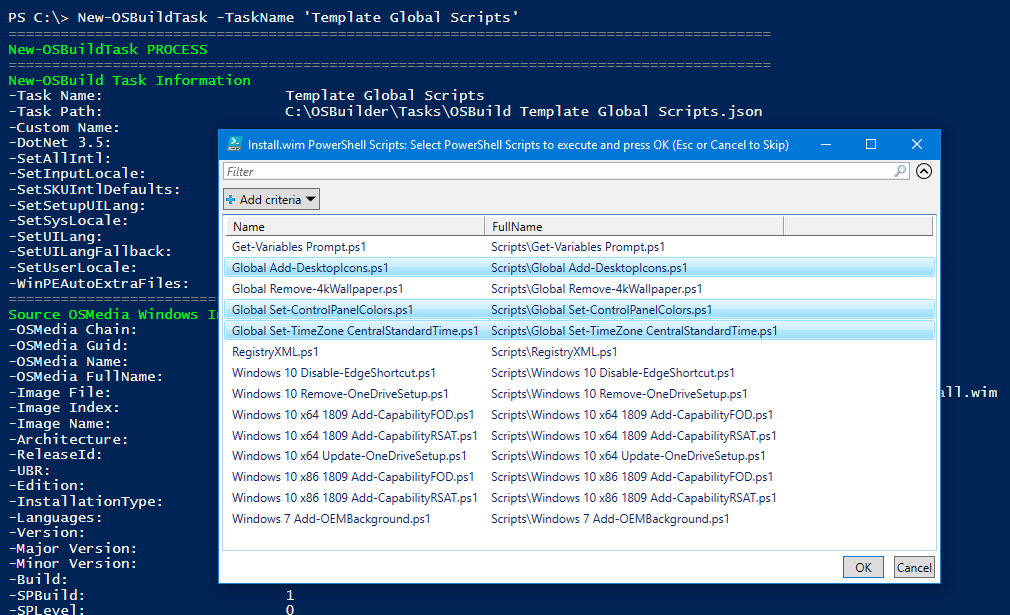 PS C:\> New-OSBuildTask -TaskName 'Template Global Scripts'
New-OSBuildTask PROCESS
New-OSBuild Task Information
-Task Name: Template Global Scripts
-Task Path: C:\OSBuilder\Tasks\OSBuild Template Global Scripts.json
-Custom Name:
-DotNet 3.5:
-SetAllIntl:
-SetInputLocale:
-SetSKUIntlDefaults:
-SetSetupUILang:
-SetSysLocale:
-SetUILang:
-SetUILangFallback:
-SetUserLocale:
-WinPEAutoExtraFiles:
Source OSMedia Windows
-OSMedia Chain:
-OSMedia Guid:
-OSMedia Name:
-OSMedia FullName:
-Image File: all.wim
-Image Index:
-Image Name:
-Architecture:
-ReleaseId:
-UBR:
-Edition:
-InstallationType:
-Languages:
-Version:
-Major Version:
-Minor Version:
-Build:
-SPBuild: 1
-SPLevel: 0
Install.wim PowerShell Scripts: Select PowerShell Scripts to execute and press OK (Esc or Cancel to Skip)
Filter
Add criteria
Name FullName
Get-Variables Prompt.ps1 Scripts\Get-Variables Prompt.ps1
Global Add-DesktopIcons.ps1 Scripts\Global Add-DesktopIcons.ps1
Global Remove-4kWallpaper.ps1 Scripts\Global Remove-4kWallpaper.ps1
Global Set-ControlPanelColors.ps1 Scripts\Global Set-ControlPanelColors.ps1
Global Set-TimeZone CentralStandardTime.ps1 Scripts\Global Set-TimeZone CentralStandardTime.ps1
RegistryXML.ps1 Scripts\RegistryXML.ps1
Windows 10 Disable-EdgeShortcut.ps1 Scripts\Windows 10 Disable-EdgeShortcut.ps1
Windows 10 Remove-OneDriveSetup.ps1 Scripts\Windows 10 Remove-OneDriveSetup.ps1
Windows 10 x64 1809 Add-CapabilityFOD.ps1 Scripts\Windows 10 x64 1809 Add-CapabilityFOD.ps1
Windows 10 x64 1809 Add-CapabilityRSAT.ps1 Scripts\Windows 10 x64 1809 Add-CapabilityRSAT.ps1
Windows 10 x64 Update-OneDriveSetup.ps1 Scripts\Windows 10 x64 Update-OneDriveSetup.ps1
Windows 10 x86 1809 Add-CapabilityFOD.ps1 Scripts\Windows 10 x86 1809 Add-CapabilityFOD.ps1
Windows 10 x86 1809 Add-CapabilityRSAT.ps1 Scripts\Windows 10 x86 1809 Add-CapabilityRSAT.ps1
Windows 7 Add-OEMBackground.ps1 Scripts\Windows 7 Add-OEMBackground.ps1
OK Cancel